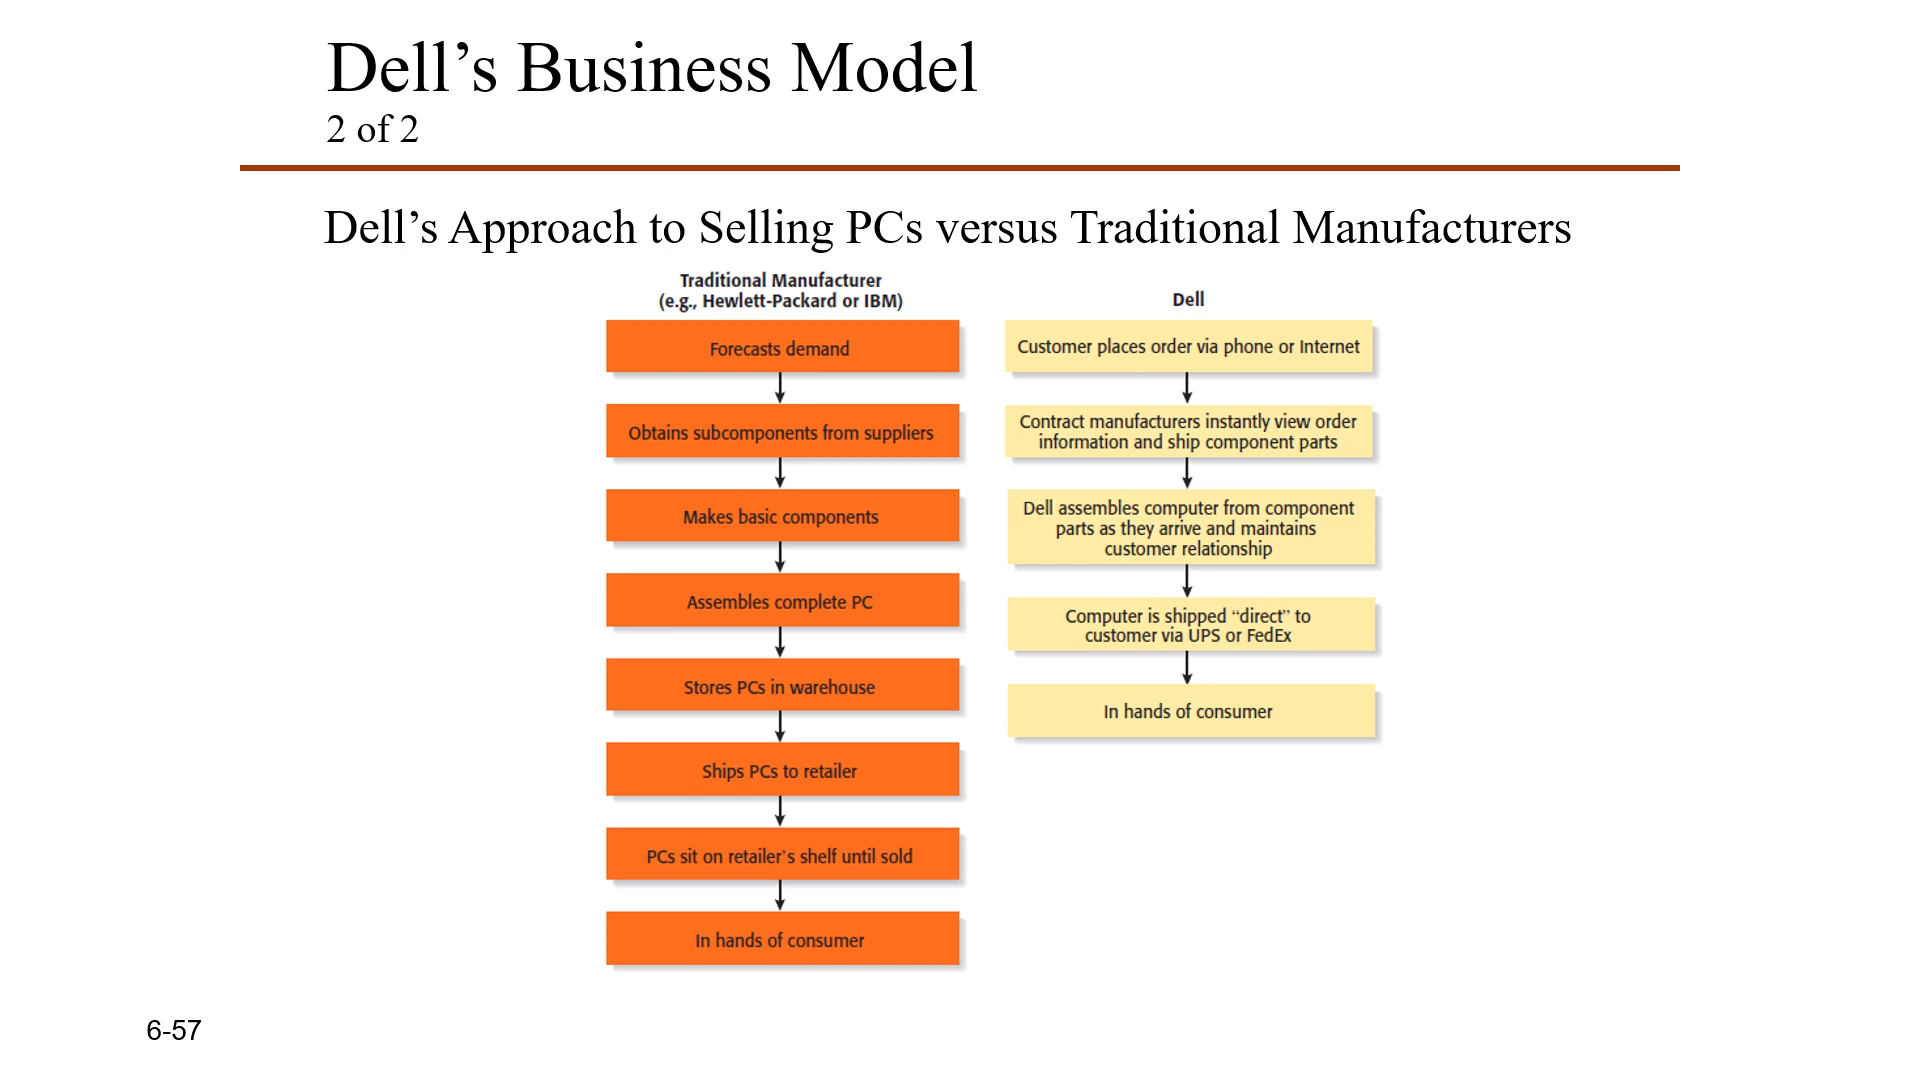 Dell’s Business Model
2 of 2
Dell’s Approach to Selling PCs versus Traditional Manufacturers
Traditional Manufacturer
(e.g., Hewlett-Packard or IBM)
Forecasts demand
Obtains subcomponents from suppliers
Makes basic components
Assembles complete PC
Stores PCs in warehouse
Ships PCs to retailer
PCs sit on retailer’s shelf until sold
In hands of consumer
Dell
Customer places order via phone or Internet
Contract manufacturers instantly view order
information and ship component parts
Dell assembles computer from component
parts as they arrive and maintains
customer relationship
Computer is shipped “direct” to
customer via UPS or FedEx
In hands of consumer
6-57